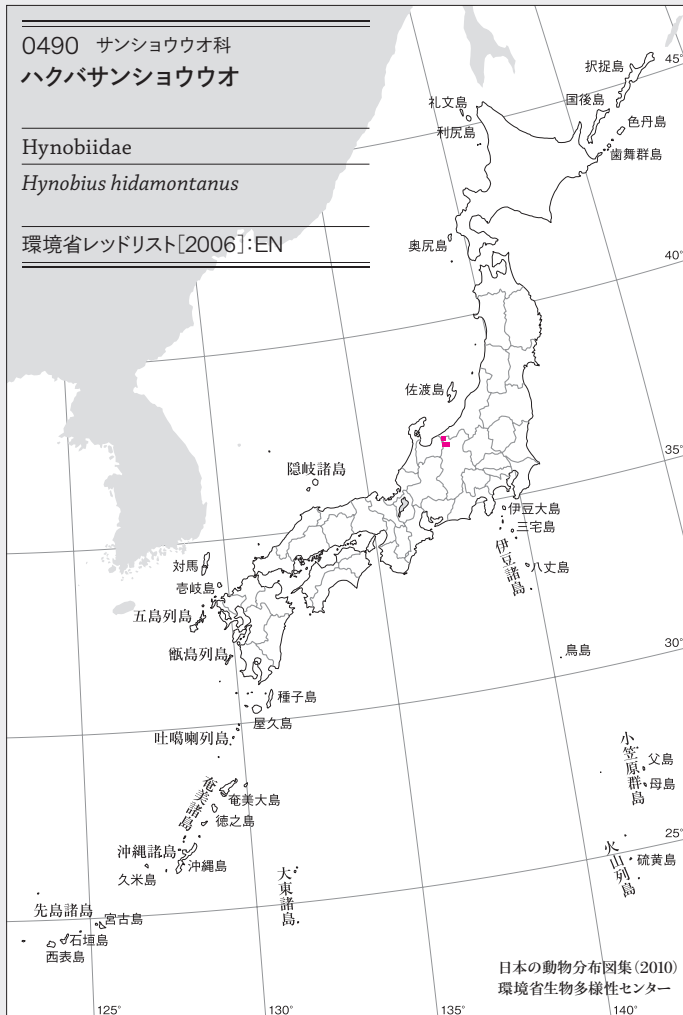 0490 サンショウウオ科
ハクバサンショウウオ
Hynobiidae
Hynobius hidamontanus
環境省レッドリスト[2006]:EN
択捉島
45°
国後島
礼文島
色丹島
利尻島
歯舞群島
奥尻島
40°
佐渡島
35°
隠岐諸島
伊豆大島
三宅島
伊豆諸島
八丈島
対馬
壱岐島
五島列島
甑島列島
鳥島
30°
種子島
屋久島
吐噶喇列島
小笠原群島
父島
母島
奄美諸島
奄美大島
徳之島
25°
沖縄諸島
沖縄島
久米島
火山列島
硫黄島
大東諸島
先島諸島
宮古島
石垣島
西表島
日本の動物分布図集(2010)
環境省生物多様性センター
125°
130°
135°
140°